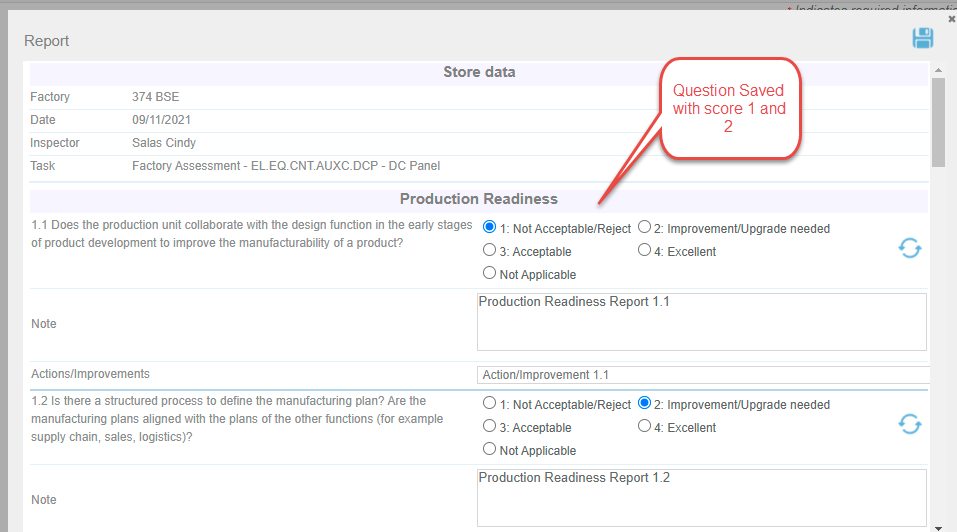 * Indicates required informatio
Report
Store data
Factory 374 BSE
Date 09/11/2021
Inspector Salas Cindy
Task Factory Assessment - EL.EQ.CNT.AUXC.DCP - DC Panel
Question Saved
with score 1 and
2
Production Readiness
1.1 Does the production unit collaborate with the design function in the early stages
of product development to improve the manufacturability of a product?
1: Not Acceptable/Reject 2: Improvement/Upgrade needed
3: Acceptable 4: Excellent
Not Applicable
Note
Production Readiness Report 1.1
Actions/Improvements Action/Improvement 1.1
1.2 Is there a structured process to define the manufacturing plan? Are the
manufacturing plans aligned with the plans of the other functions (for example
supply chain, sales, logistics)?
1: Not Acceptable/Reject 2: Improvement/Upgrade needed
3: Acceptable 4: Excellent
Not Applicable
Note
Production Readiness Report 1.2